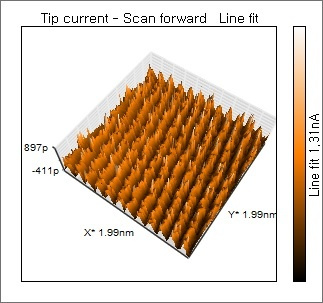 Tip current - Scan forward   Line fit
897p
-411p
X* 1.99nm
Y* 1.99nm
Line fit 1.31nA